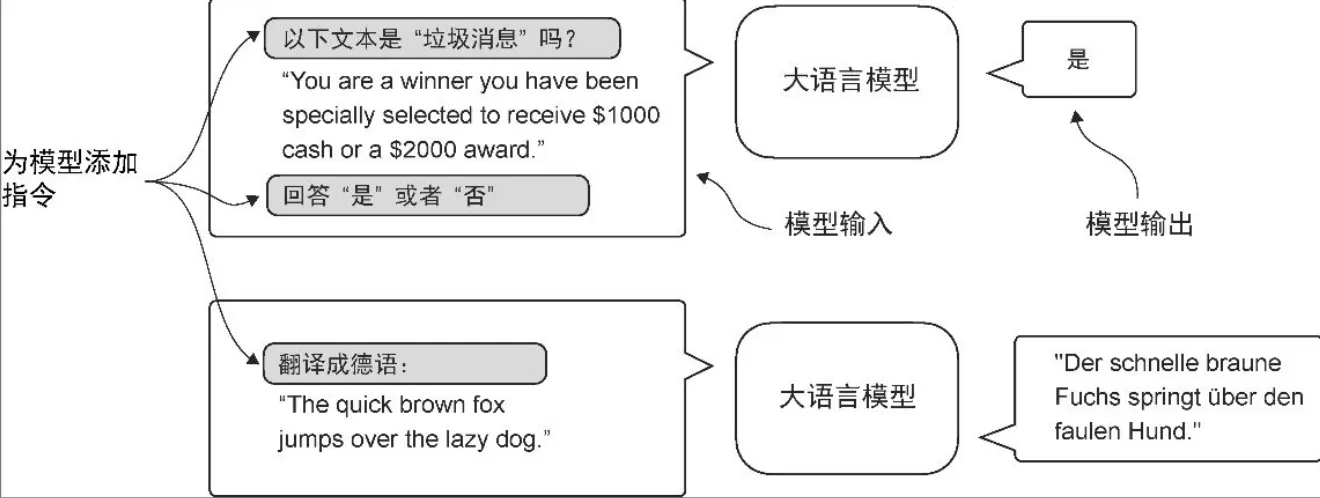 为模型添加
指令
以下文本是“垃圾消息”吗？
“You are a winner you have been
specially selected to receive $1000
cash or a $2000 award.”
回答“是”或者“否”
大语言模型
是
模型输入
模型输出
翻译成德语：
“The quick brown fox
jumps over the lazy dog.”
大语言模型
"Der schnelle braune
Fuchs springt über den
faulen Hund."